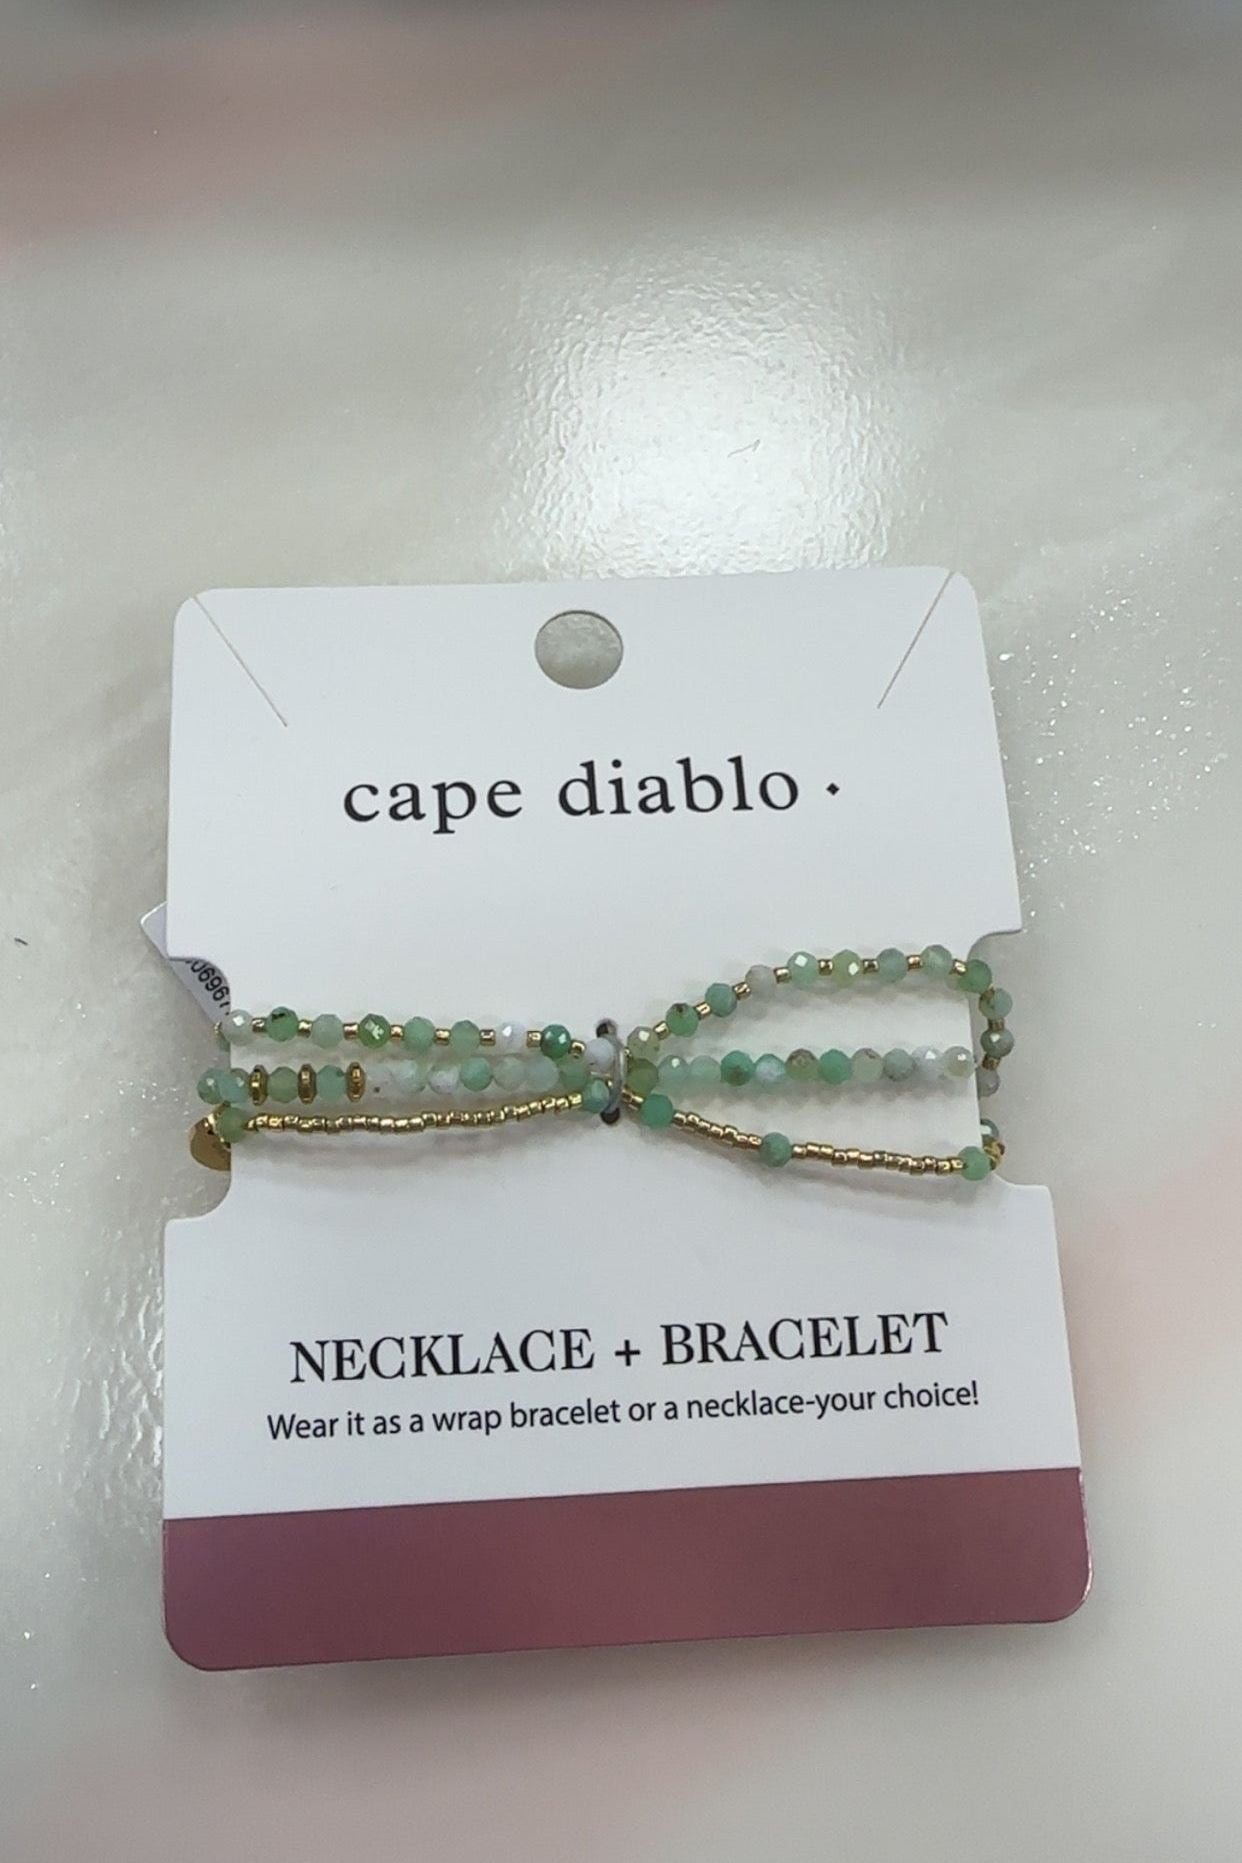 cape diablo
NECKLACE + BRACELET
Wear it as a wrap bracelet or a necklace-your choice!